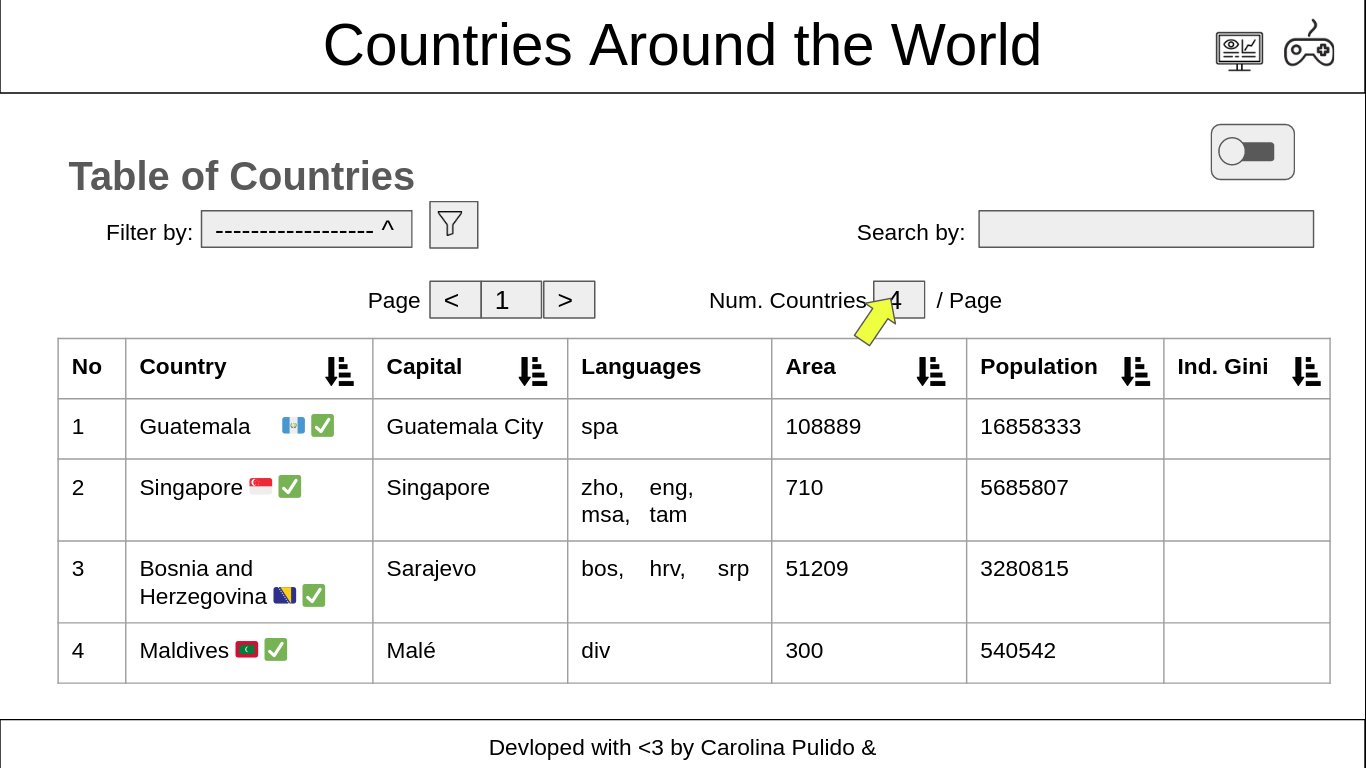 Countries Around the World
Table of Countries
Filter by: ------------------ ^
Search by:
Page < 1 >
Num. Countries 4 / Page
No Country Capital Languages Area Population Ind. Gini
1 Guatemala Guatemala City spa 108889 16858333
2 Singapore Singapore zho, eng, 710 5685807
msa, tam
3 Bosnia and Sarajevo bos, hrv, srp 51209 3280815
Herzegovina
4 Maldives Malé div 300 540542
Devloped with <3 by Carolina Pulido &